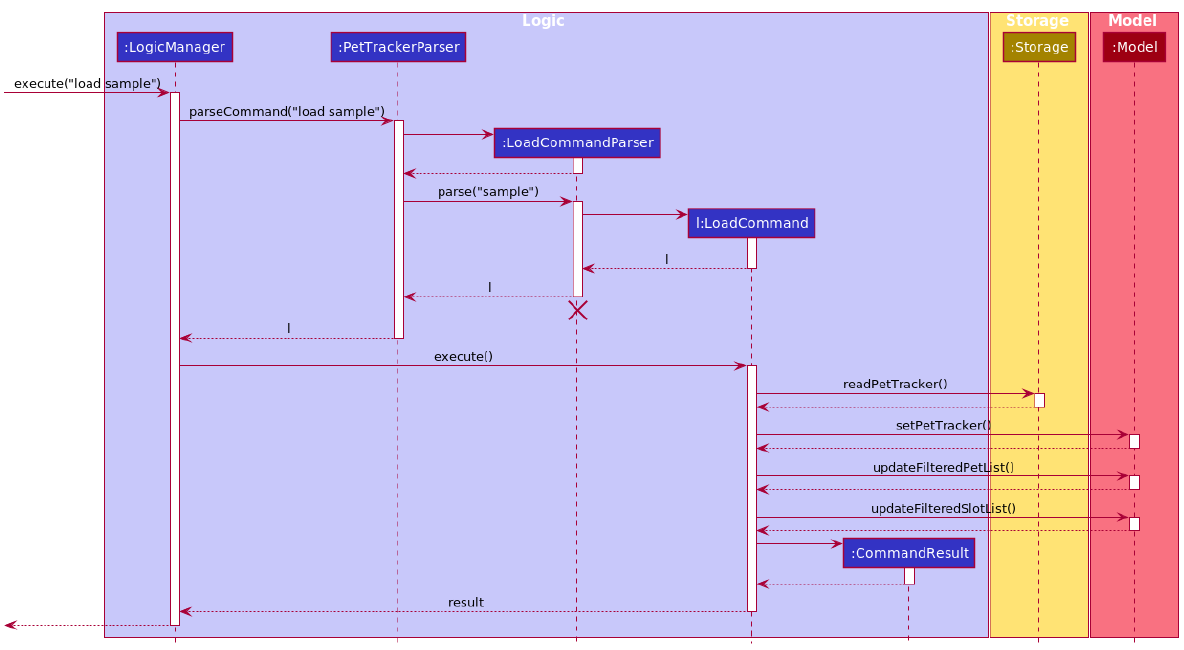 Logic
Storage
Model
:LogicManager
:PetTrackerParser
:Storage
:Model
execute("load sample")
parseCommand("load sample")
:LoadCommandParser
parse("sample")
l:LoadCommand
l
l
l
execute()
readPetTracker()
setPetTracker()
updateFilteredPetList()
updateFilteredSlotList()
:CommandResult
result